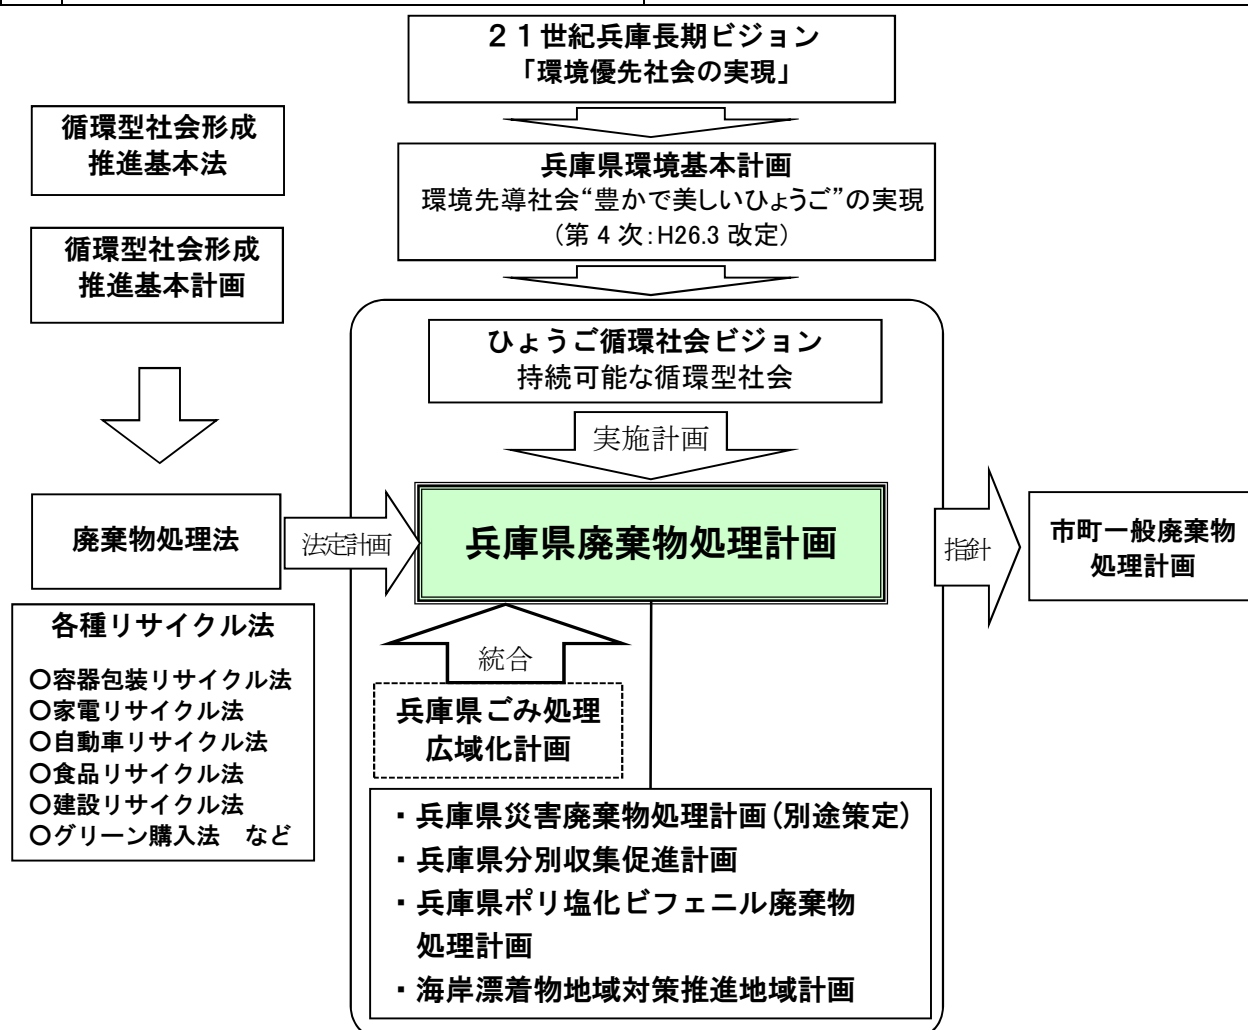 ２１世紀兵庫長期ビジョン
「環境優先社会の実現」
循環型社会形成
推進基本法
兵庫県環境基本計画
環境先導社会“豊かで美しいひょうご”の実現
（第４次：H26.3 改定）
循環型社会形成
推進基本計画
ひょうご循環社会ビジョン
持続可能な循環型社会
実施計画
廃棄物処理法
法定計画
兵庫県廃棄物処理計画
指針
市町一般廃棄物
処理計画
各種リサイクル法
○容器包装リサイクル法
○家電リサイクル法
○自動車リサイクル法
○食品リサイクル法
○建設リサイクル法
○グリーン購入法　など
統合
兵庫県ごみ処理
広域化計画
・兵庫県災害廃棄物処理計画（別途策定）
・兵庫県分別収集促進計画
・兵庫県ポリ塩化ビフェニル廃棄物
処理計画
・海岸漂着物地域対策推進地域計画